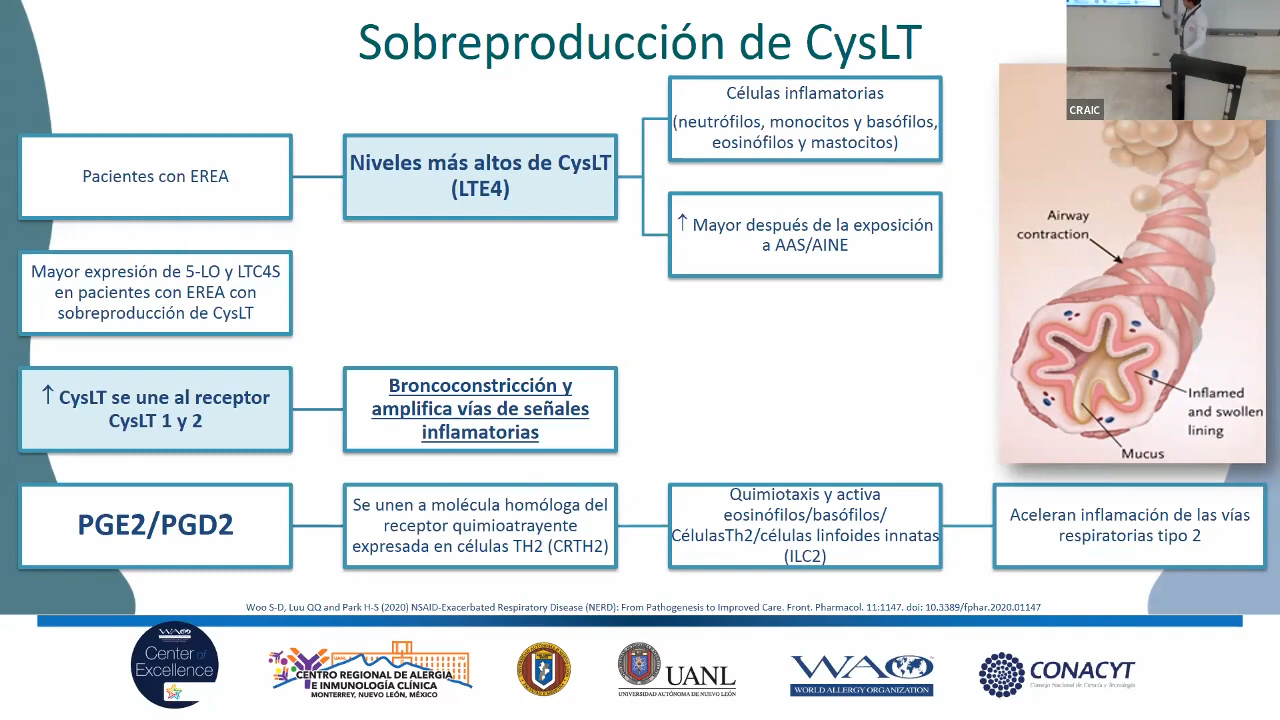 Sobreproducción de CysLT
CRAIC
Pacientes con EREA
Niveles más altos de CysLT
(LTE4)
Células inflamatorias
(neutrófilos, monocitos y basófilos,
eosinófilos y mastocitos)
↑ Mayor después de la exposición
a AAS/AINE
Mayor expresión de 5-LO y LTC4S
en pacientes con EREA con
sobreproducción de CysLT
↑ CysLT se une al receptor
CysLT 1 y 2
Broncoconstricción y
amplifica vías de señales
inflamatorias
Airway
contraction
Inflamed
and swollen
lining
Mucus
PGE2/PGD2
Se unen a molécula homóloga del
receptor quimioatrayente
expresada en células TH2 (CRTH2)
Quimiotaxis y activa
eosinófilos/basófilos/
CélulasTh2/células linfoides innatas
(ILC2)
Aceleran inflamación de las vías
respiratorias tipo 2
Woo S-D, Luu QQ and Park H-S (2020) NSAID-Exacerbated Respiratory Disease (NERD): From Pathogenesis to Improved Care. Front. Pharmacol. 11:1147. doi: 10.3389/fphar.2020.01147
WAO
Center of
Excellence
UANL
CENTRO REGIONAL DE ALERGIA
E INMUNOLOGÍA CLÍNICA
MONTERREY, NUEVO LEÓN, MÉXICO
UANL
UNIVERSIDAD AUTÓNOMA DE NUEVO LEÓN
WAO
WORLD ALLERGY ORGANIZATION
CONACYT
Consejo Nacional de Ciencia y Tecnología